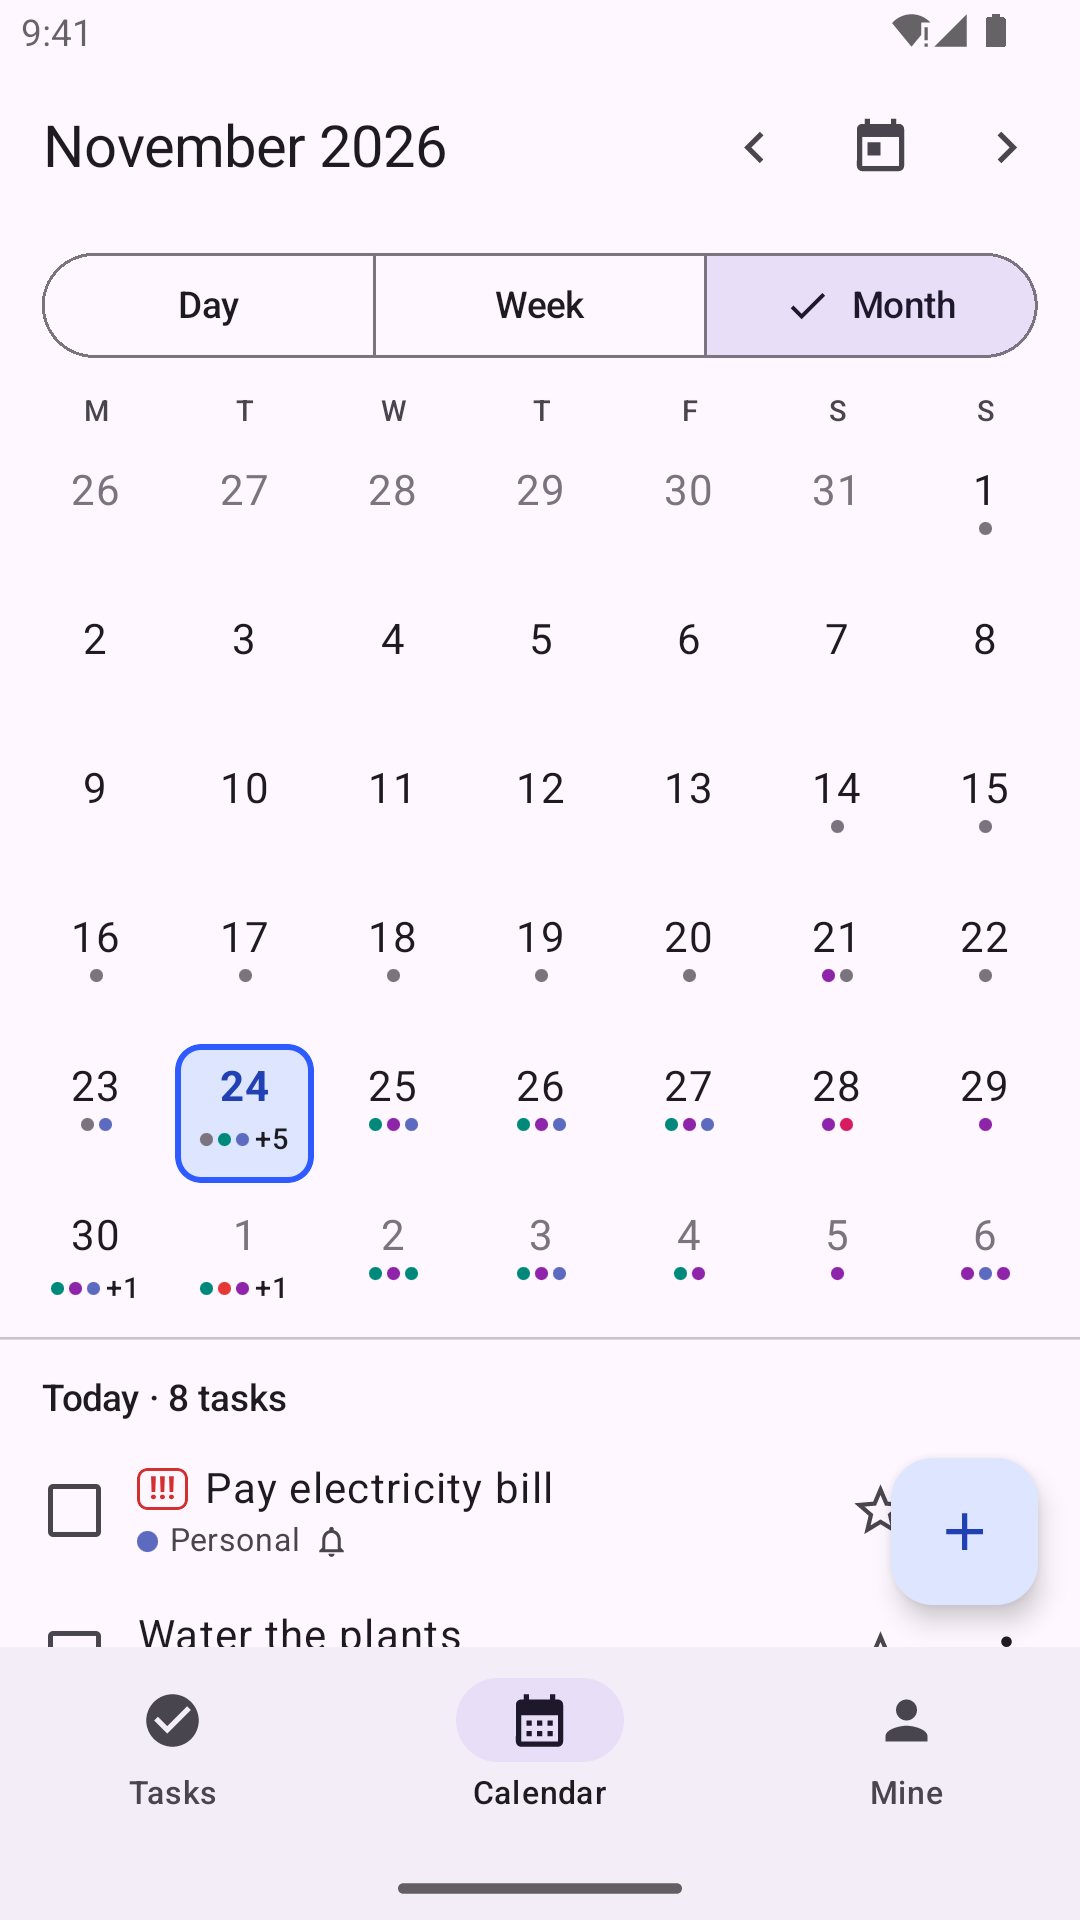 9:41
November 2026
Day Week Month
M T W T F S S
26 27 28 29 30 31 1
2 3 4 5 6 7 8
9 10 11 12 13 14 15
16 17 18 19 20 21 22
23 24 25 26 27 28 29
+5
30 1 2 3 4 5 6
+1 +1
Today · 8 tasks
!!! Pay electricity bill
Personal
Water the plants
Tasks Calendar Mine